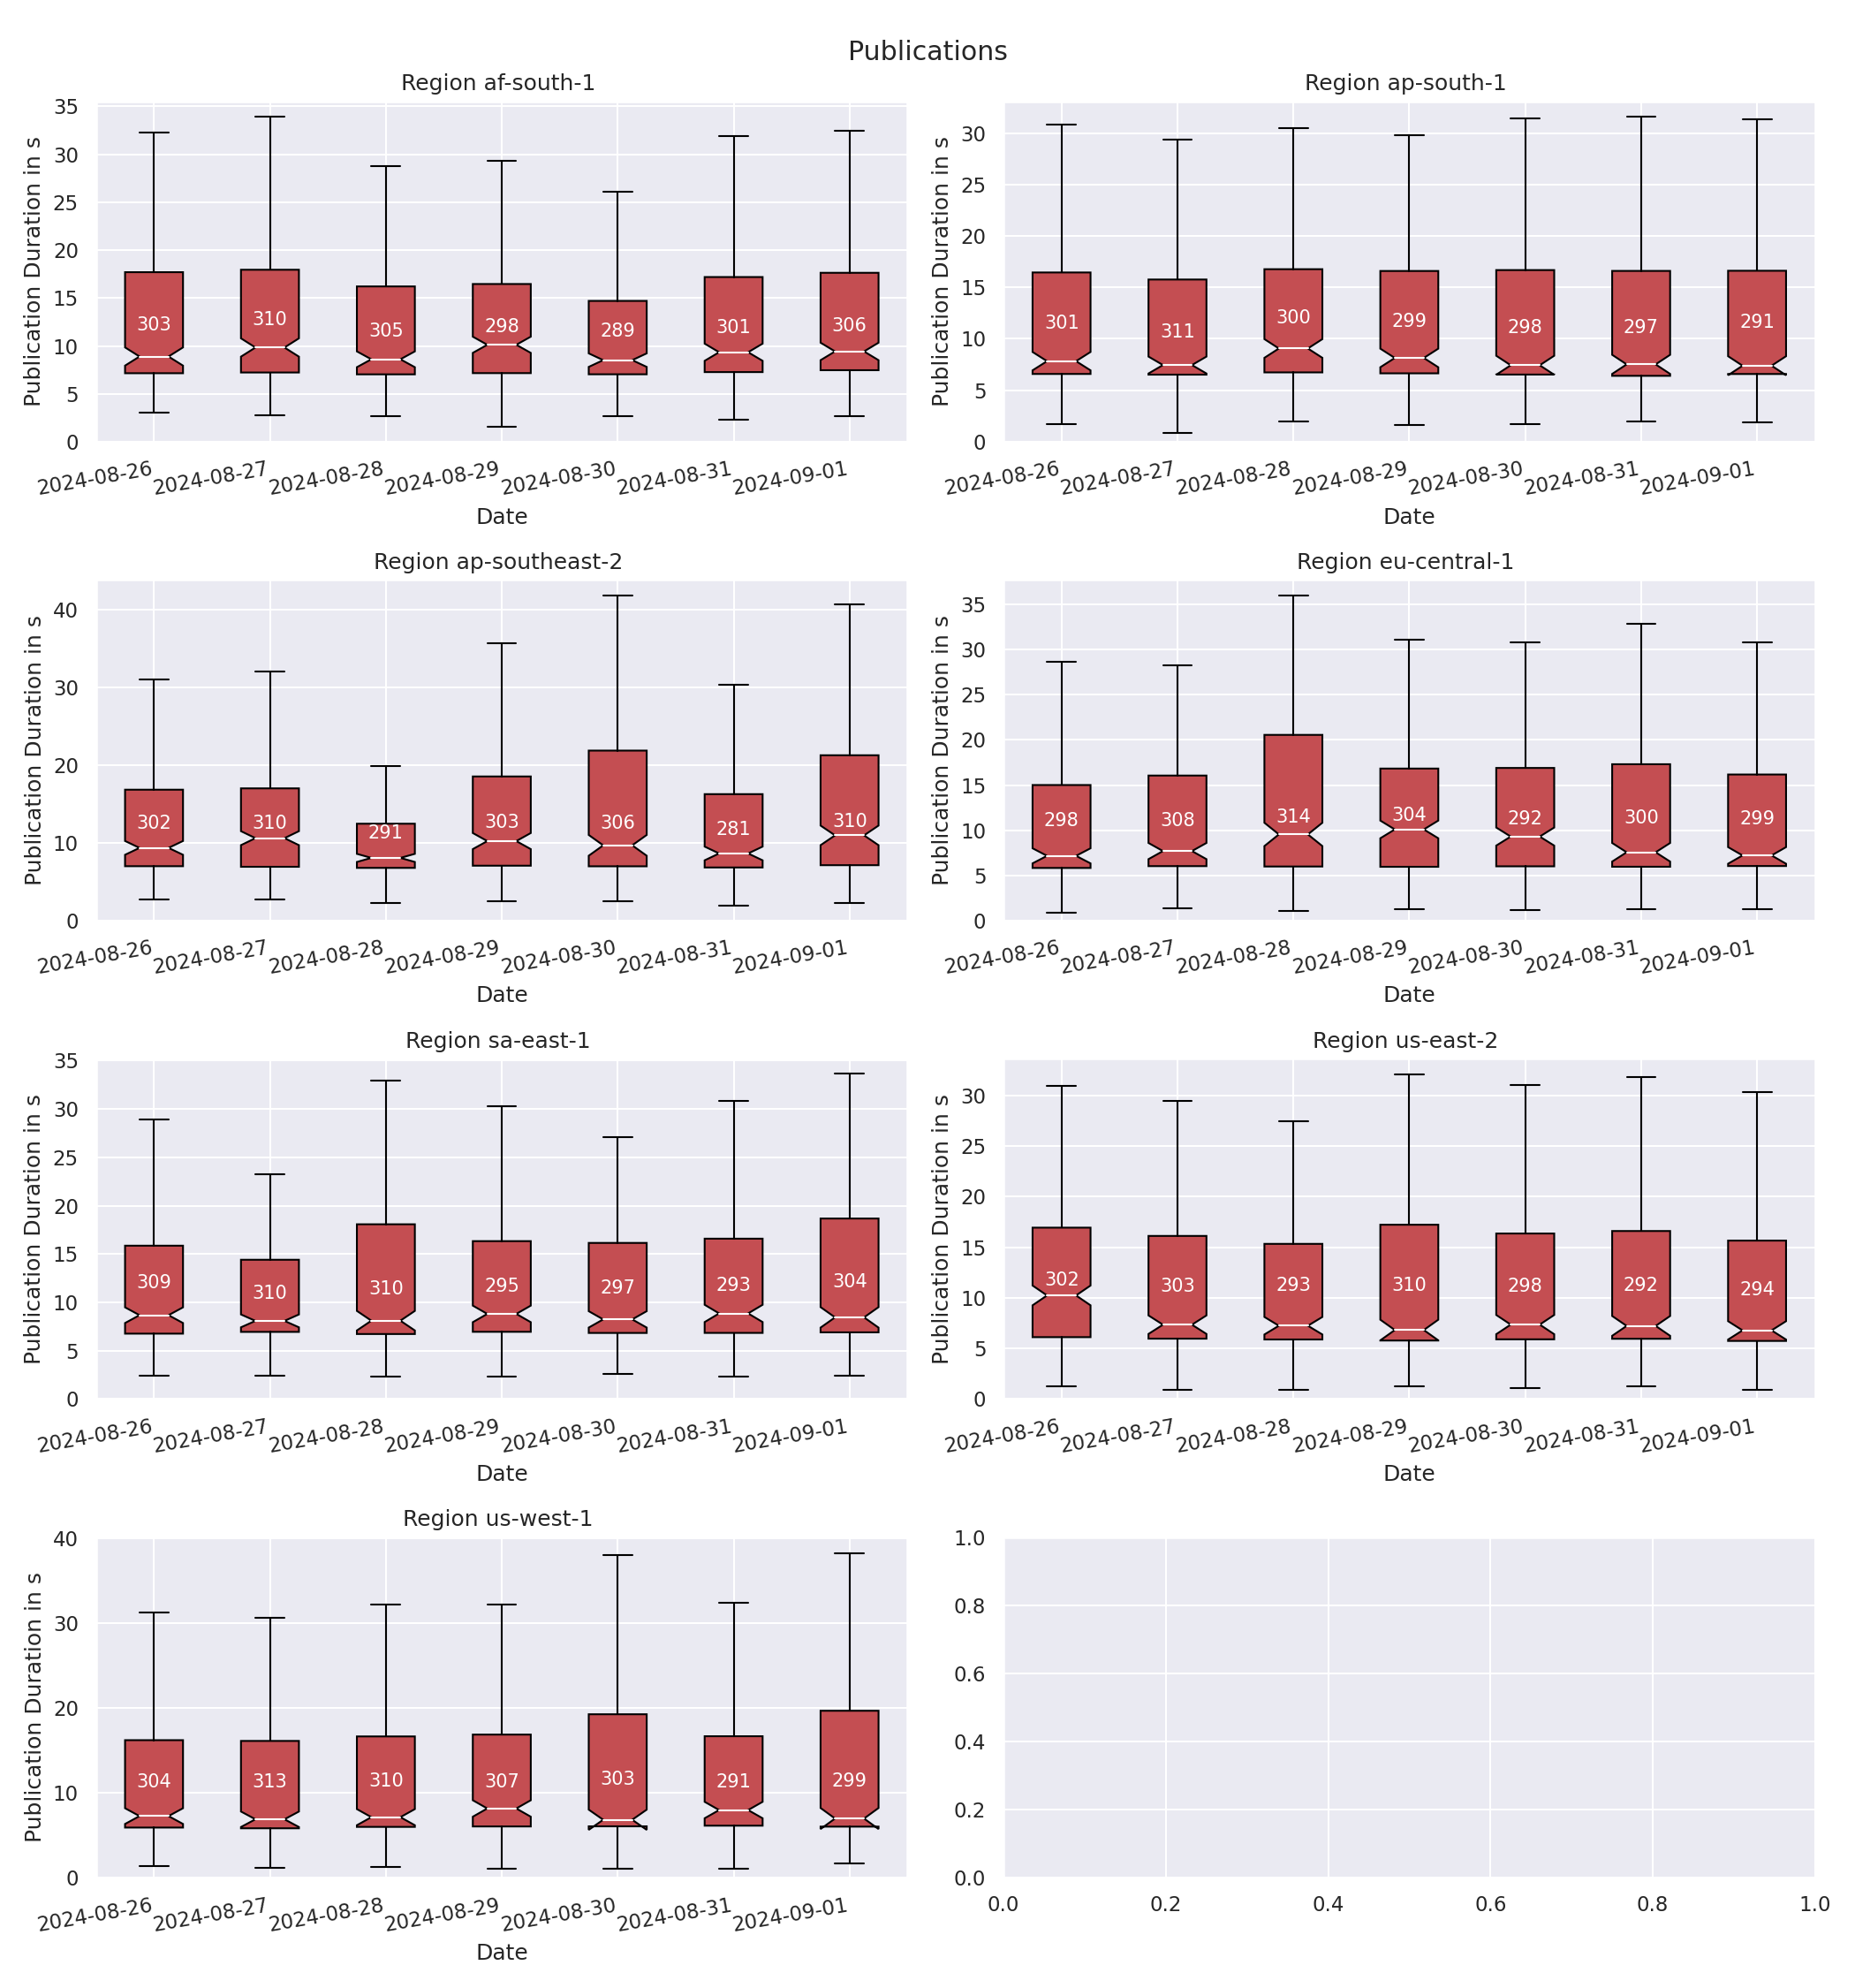 Publications
Region af-south-1
Publication Duration in s
35
30
25
20
15
10
5
0
303 310 305 298 289 301 306
2024-08-26 2024-08-27 2024-08-28 2024-08-29 2024-08-30 2024-08-31 2024-09-01
Date
Region ap-south-1
Publication Duration in s
30
25
20
15
10
5
0
301 311 300 299 298 297 291
2024-08-26 2024-08-27 2024-08-28 2024-08-29 2024-08-30 2024-08-31 2024-09-01
Date
Region ap-southeast-2
Publication Duration in s
40
30
20
10
0
302 310 291 303 306 281 310
2024-08-26 2024-08-27 2024-08-28 2024-08-29 2024-08-30 2024-08-31 2024-09-01
Date
Region eu-central-1
Publication Duration in s
35
30
25
20
15
10
5
0
298 308 314 304 292 300 299
2024-08-26 2024-08-27 2024-08-28 2024-08-29 2024-08-30 2024-08-31 2024-09-01
Date
Region sa-east-1
Publication Duration in s
35
30
25
20
15
10
5
0
309 310 310 295 297 293 304
2024-08-26 2024-08-27 2024-08-28 2024-08-29 2024-08-30 2024-08-31 2024-09-01
Date
Region us-east-2
Publication Duration in s
30
25
20
15
10
5
0
302 303 293 310 298 292 294
2024-08-26 2024-08-27 2024-08-28 2024-08-29 2024-08-30 2024-08-31 2024-09-01
Date
Region us-west-1
Publication Duration in s
40
30
20
10
0
304 313 310 307 303 291 299
2024-08-26 2024-08-27 2024-08-28 2024-08-29 2024-08-30 2024-08-31 2024-09-01
Date
1.0
0.8
0.6
0.4
0.2
0.0
0.0 0.2 0.4 0.6 0.8 1.0